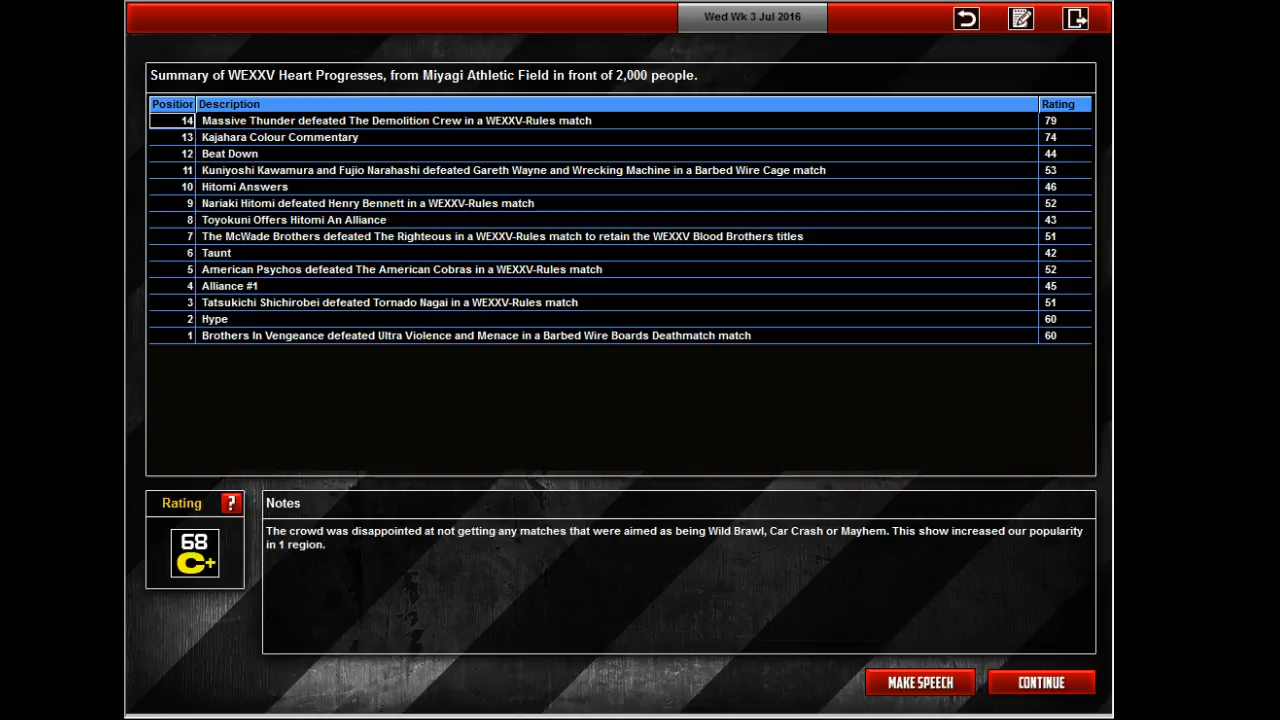 Wed Wk 3 Jul 2016
Summary of WEXXV Heart Progresses, from Miyagi Athletic Field in front of 2,000 people.
Position Description Rating
14 Massive Thunder defeated The Demolition Crew in a WEXXV-Rules match 79
13 Kajahara Colour Commentary 74
12 Beat Down 44
11 Kuniyoshi Kawamura and Fujio Narahashi defeated Gareth Wayne and Wrecking Machine in a Barbed Wire Cage match 53
10 Hitomi Answers 46
9 Nariaki Hitomi defeated Henry Bennett in a WEXXV-Rules match 52
8 Toyokuni Offers Hitomi An Alliance 43
7 The McWade Brothers defeated The Righteous in a WEXXV-Rules match to retain the WEXXV Blood Brothers titles 51
6 Taunt 42
5 American Psychos defeated The American Cobras in a WEXXV-Rules match 52
4 Alliance #1 45
3 Tatsukichi Shichirobei defeated Tornado Nagai in a WEXXV-Rules match 51
2 Hype 60
1 Brothers In Vengeance defeated Ultra Violence and Menace in a Barbed Wire Boards Deathmatch match 60
Rating ?
68
C+
Notes
The crowd was disappointed at not getting any matches that were aimed as being Wild Brawl, Car Crash or Mayhem. This show increased our popularity
in 1 region.
MAKE SPEECH
CONTINUE